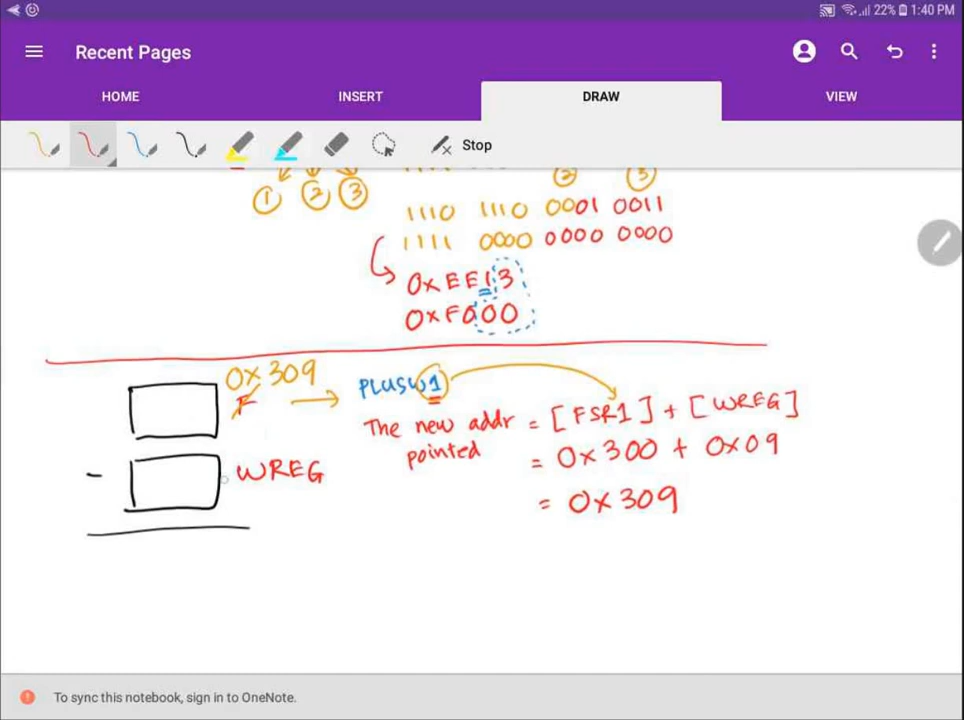 22% 1:40 PM
Recent Pages
HOME INSERT DRAW VIEW
Stop
1 2 3
1110 1110 0001 0011
1111 0000 0000 0000
0xEE13
0xF000
0x309
F → PLUSW1
The new addr pointed = [FSR1] + [WREG]
= 0x300 + 0x09
= 0x309
- WREG
To sync this notebook, sign in to OneNote.